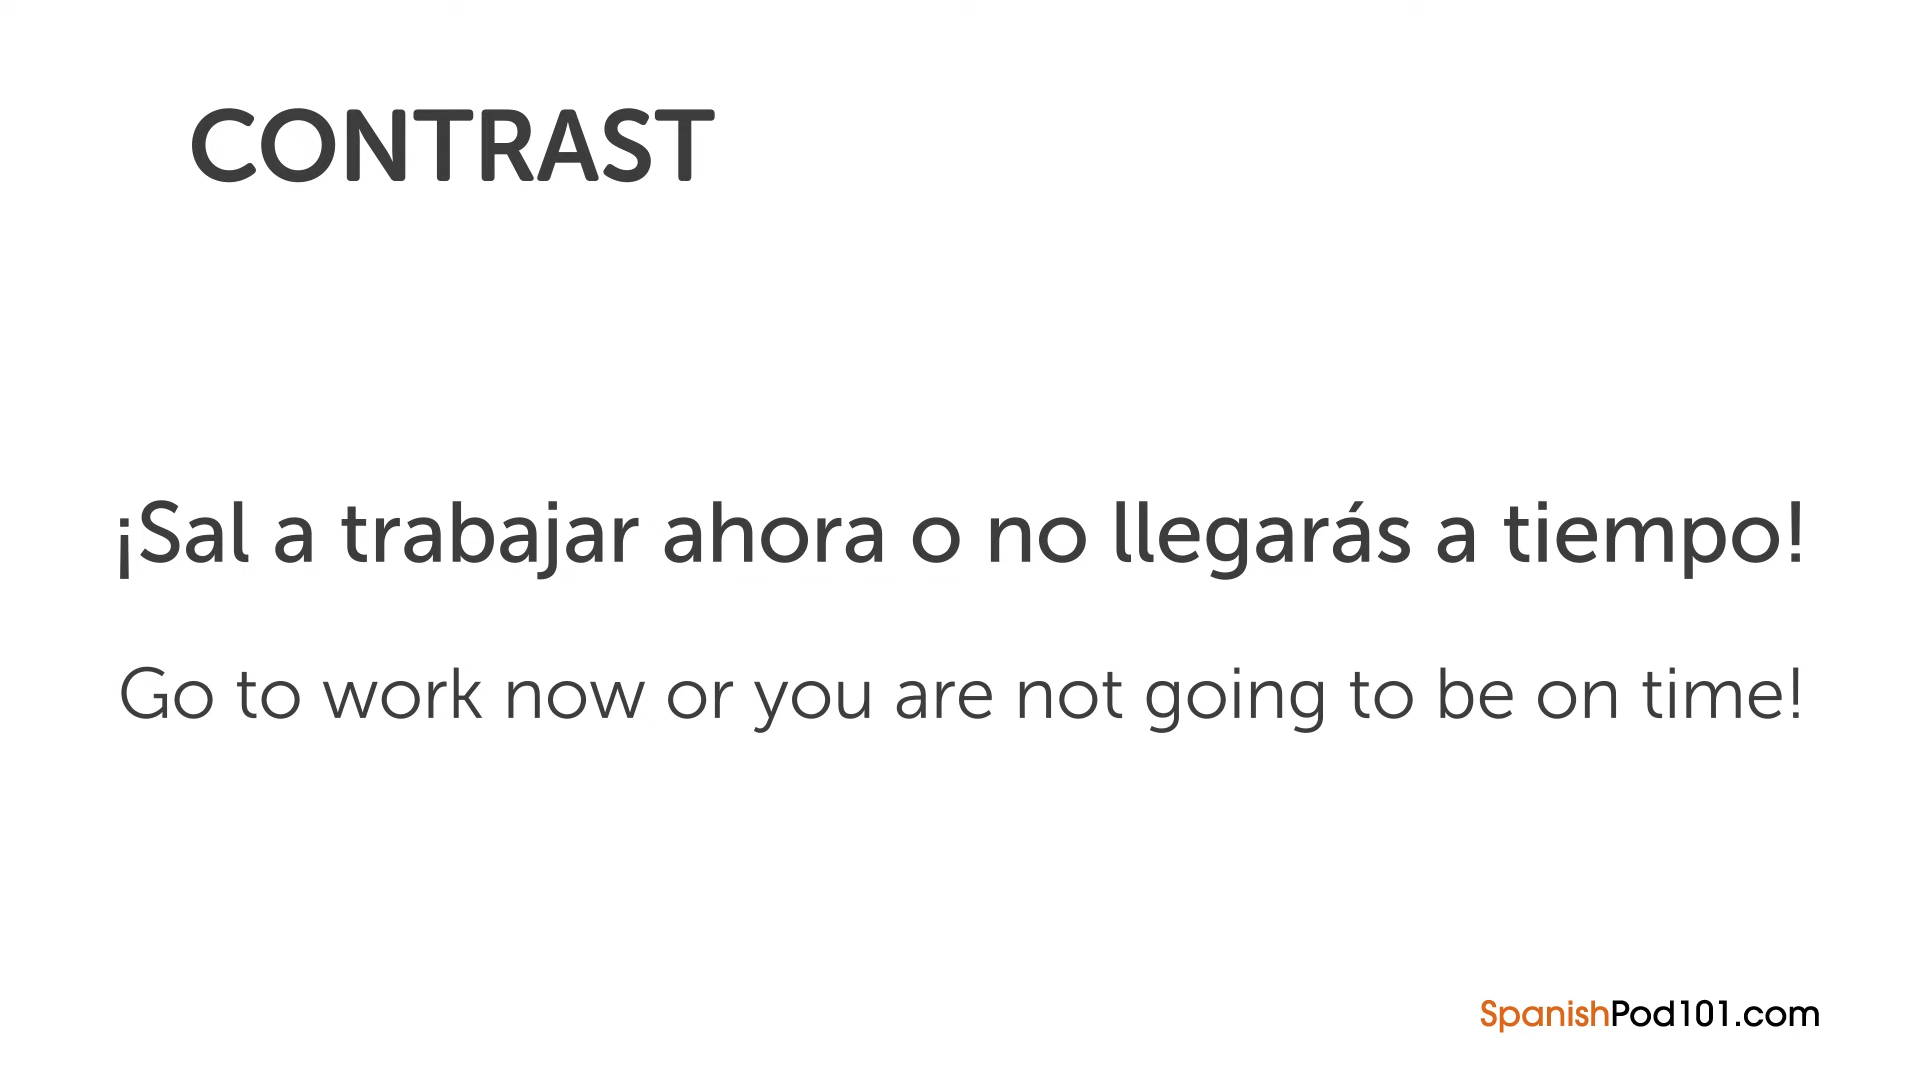 CONTRAST
¡Sal a trabajar ahora o no llegarás a tiempo!
Go to work now or you are not going to be on time!
SpanishPod101.com